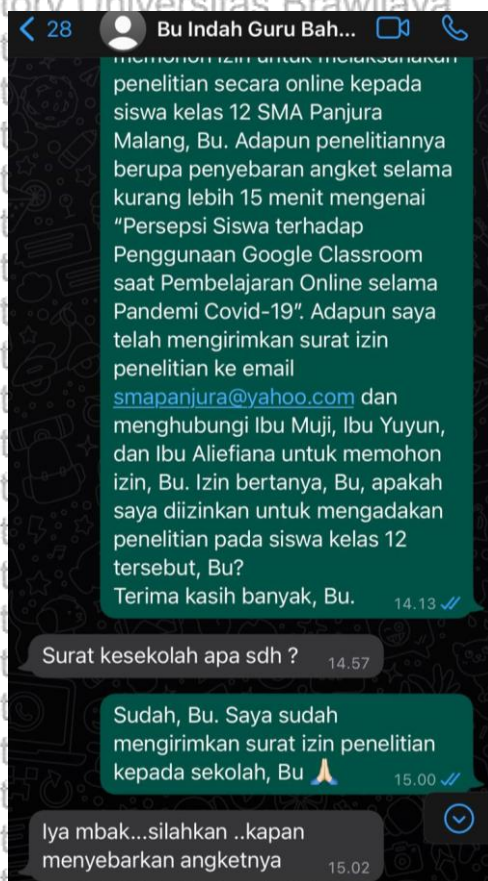 28
Bu Indah Guru Bah...
memohon izin untuk melaksanakan
penelitian secara online kepada
siswa kelas 12 SMA Panjura
Malang, Bu. Adapun penelitiannya
berupa penyebaran angket selama
kurang lebih 15 menit mengenai
“Persepsi Siswa terhadap
Penggunaan Google Classroom
saat Pembelajaran Online selama
Pandemi Covid-19”. Adapun saya
telah mengirimkan surat izin
penelitian ke email
smapanjura@yahoo.com dan
menghubungi Ibu Muji, Ibu Yuyun,
dan Ibu Aliefiana untuk memohon
izin, Bu. Izin bertanya, Bu, apakah
saya diizinkan untuk mengadakan
penelitian pada siswa kelas 12
tersebut, Bu?
Terima kasih banyak, Bu.
14.13
Surat kesekolah apa sdh ?
14.57
Sudah, Bu. Saya sudah
mengirimkan surat izin penelitian
kepada sekolah, Bu 🙏🏻
15.00
Iya mbak...silahkan ..kapan
menyebarkan angketnya
15.02